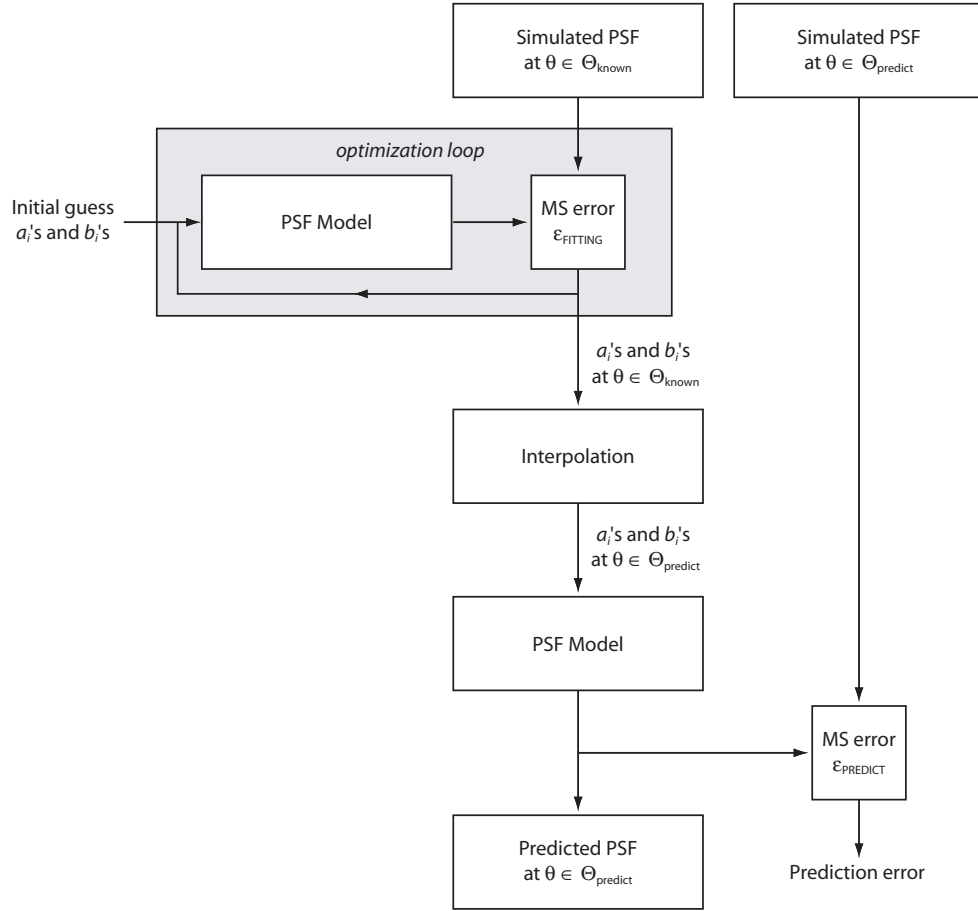 Simulated PSF
at θ ∈ Θknown
Simulated PSF
at θ ∈ Θpredict
optimization loop
Initial guess
ai's and bi's
PSF Model
MS error
εFITTING
ai's and bi's
at θ ∈ Θknown
Interpolation
ai's and bi's
at θ ∈ Θpredict
PSF Model
MS error
εPREDICT
Predicted PSF
at θ ∈ Θpredict
Prediction error